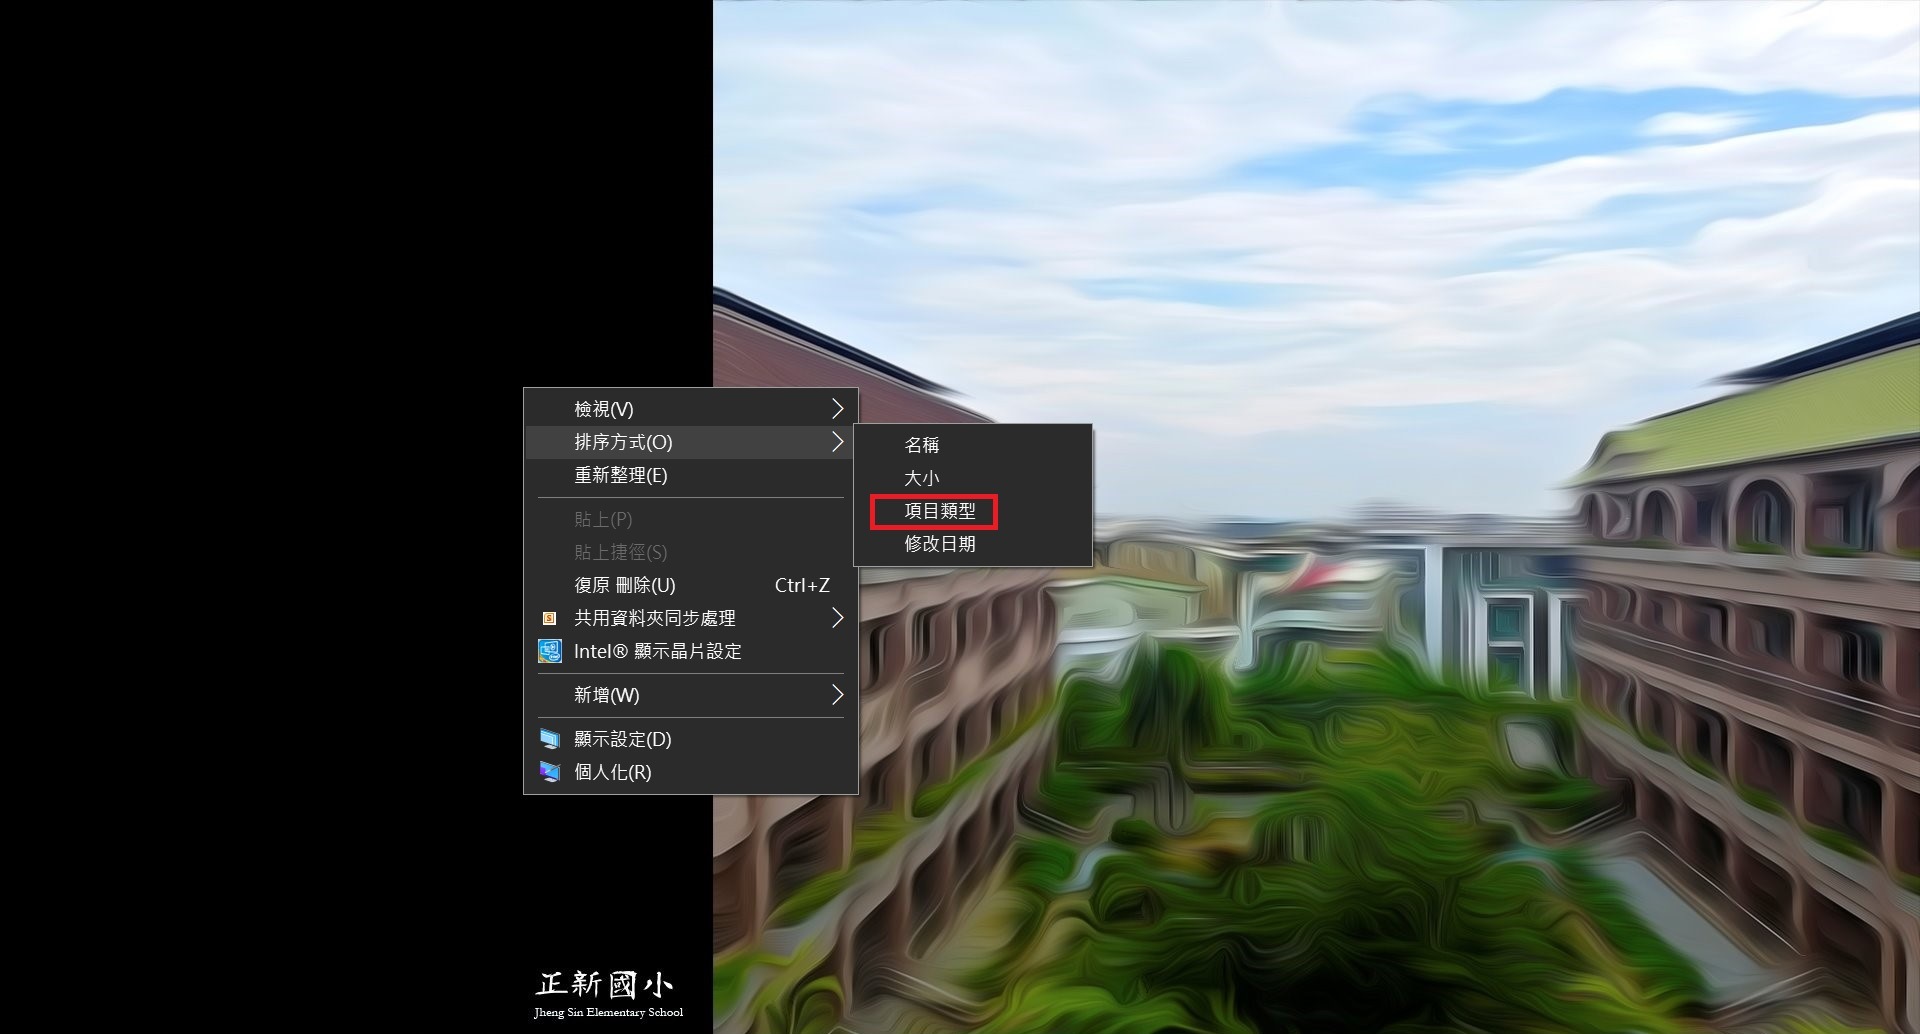 檢視(V)
排序方式(O)
重新整理(E)
貼上(P)
貼上捷徑(S)
復原 刪除(U) Ctrl+Z
共用資料夾同步處理
Intel® 顯示晶片設定
新增(W)
顯示設定(D)
個人化(R)
名稱
大小
項目類型
修改日期
正新國小
Jheng Sin Elementary School